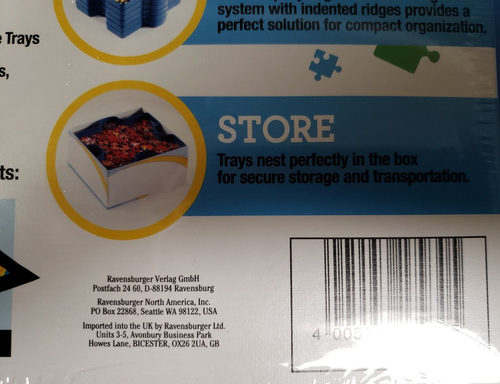 system with indented ridges provides a
perfect solution for compact organization.
Trays
s,
STORE
Trays nest perfectly in the box
for secure storage and transportation.
ts:
Ravensburger Verlag GmbH
Postfach 24 60, D-88194 Ravensburg
Ravensburger North America, Inc.
PO Box 22868, Seattle WA 98122, USA
Imported into the UK by Ravensburger Ltd.
Units 3-5, Avonbury Business Park
Howes Lane, BICESTER, OX26 2UA, GB